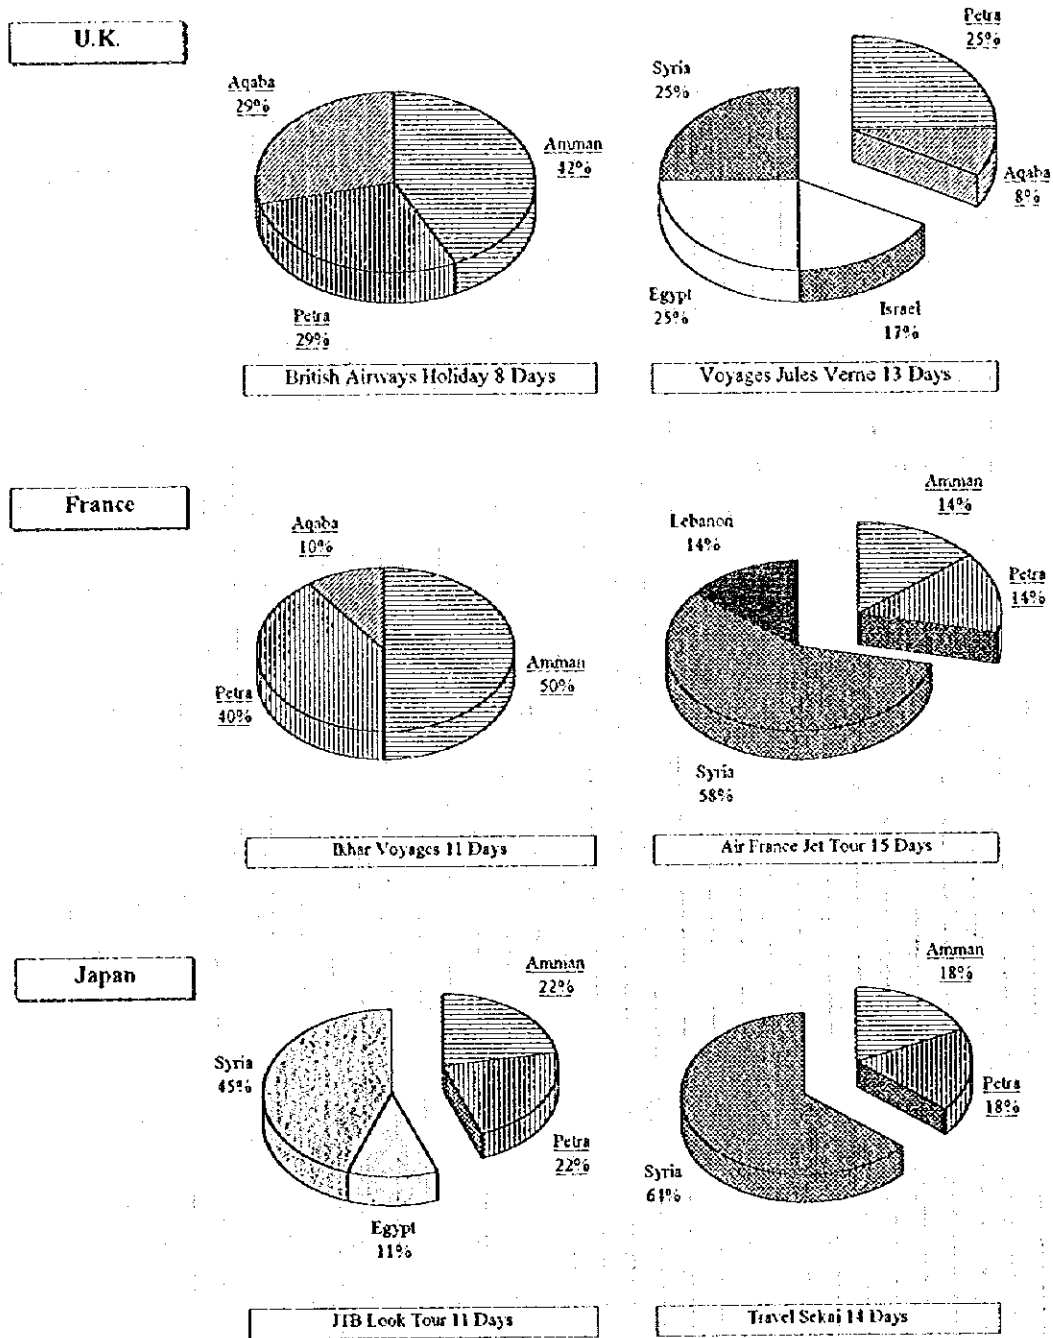 U.K.
Aqaba
29%
Amman
42%
Petra
29%
British Airways Holiday 8 Days
Petra
25%
Syria
25%
Aqaba
8%
Egypt
25%
Israel
17%
Voyages Jules Verne 13 Days
France
Aqaba
10%
Amman
50%
Petra
40%
Ikhar Voyages 11 Days
Amman
14%
Lebanon
14%
Petra
14%
Syria
58%
Air France Jet Tour 15 Days
Japan
Amman
22%
Syria
45%
Petra
22%
Egypt
11%
JTB Look Tour 11 Days
Amman
18%
Petra
18%
Syria
64%
Travel Sekai 14 Days